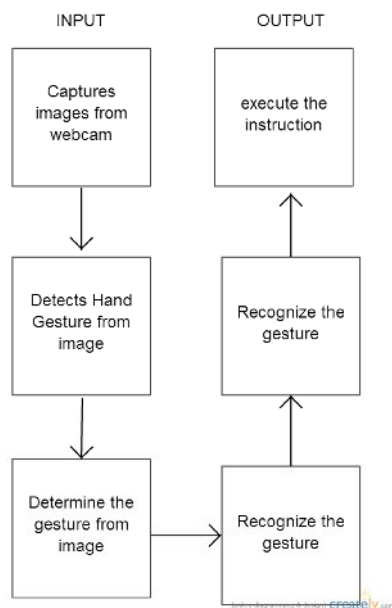 INPUT
Captures
images from
webcam
Detects Hand
Gesture from
image
Determine the
gesture from
image
OUTPUT
execute the
instruction
Recognize the
gesture
Recognize the
gesture
creately